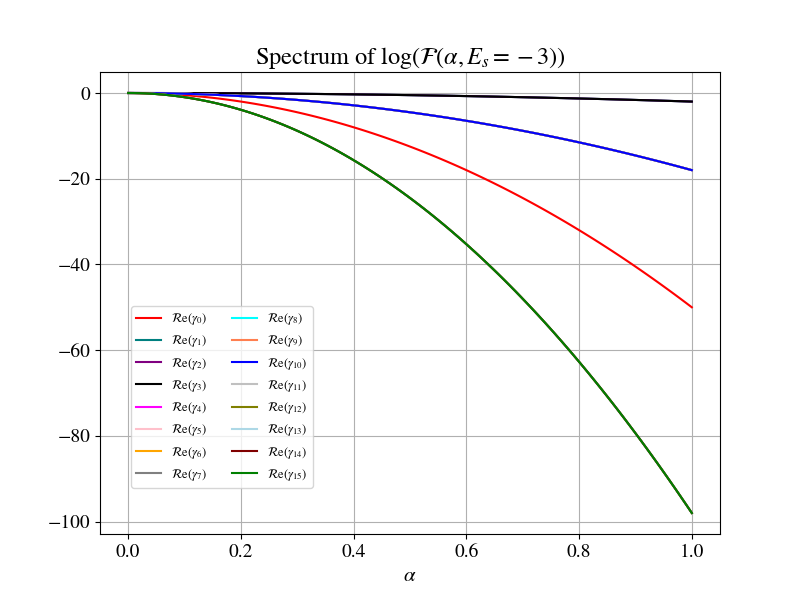 Spectrum of log(ℱ(α, E_s = −3))
0
−20
−40
−60
−80
−100
ℛe(γ₀) ℛe(γ₈)
ℛe(γ₁) ℛe(γ₉)
ℛe(γ₂) ℛe(γ₁₀)
ℛe(γ₃) ℛe(γ₁₁)
ℛe(γ₄) ℛe(γ₁₂)
ℛe(γ₅) ℛe(γ₁₃)
ℛe(γ₆) ℛe(γ₁₄)
ℛe(γ₇) ℛe(γ₁₅)
0.0 0.2 0.4 0.6 0.8 1.0
α